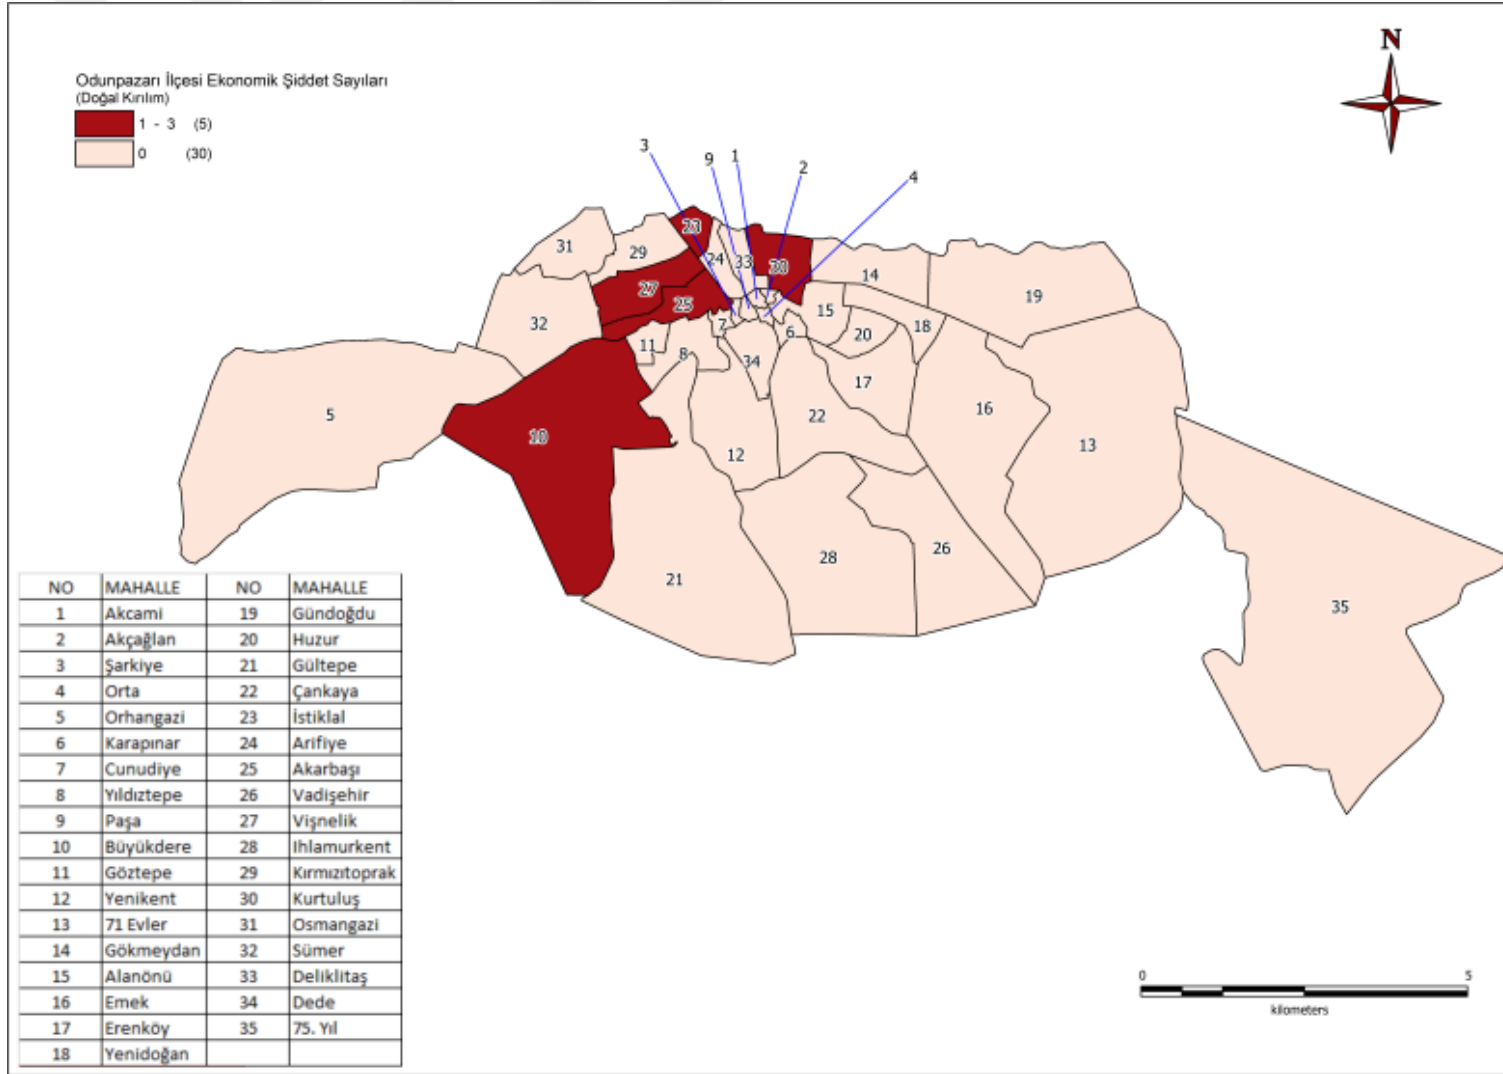 N
Odunpazarı İlçesi Ekonomik Şiddet Sayıları
(Doğal Kırılım)
1 - 3 (5)
0 (30)
3
9
1
2
4
31
29
23
24
33
30
14
19
27
25
32
7
6
15
20
18
11
8
34
17
5
10
12
22
16
13
21
28
26
35
NO MAHALLE NO MAHALLE
1 Akcami 19 Gündoğdu
2 Akçağlan 20 Huzur
3 Şarkiye 21 Gültepe
4 Orta 22 Çankaya
5 Orhangazi 23 İstiklal
6 Karapınar 24 Arifiye
7 Cunudiye 25 Akarbaşı
8 Yıldıztepe 26 Vadişehir
9 Paşa 27 Vişnelik
10 Büyükdere 28 Ihlamurkent
11 Göztepe 29 Kırmızıtoprak
12 Yenikent 30 Kurtuluş
13 71 Evler 31 Osmangazi
14 Gökmeydan 32 Sümer
15 Alanönü 33 Deliklitaş
16 Emek 34 Dede
17 Erenköy 35 75. Yıl
18 Yenidoğan
0 5
kilometers